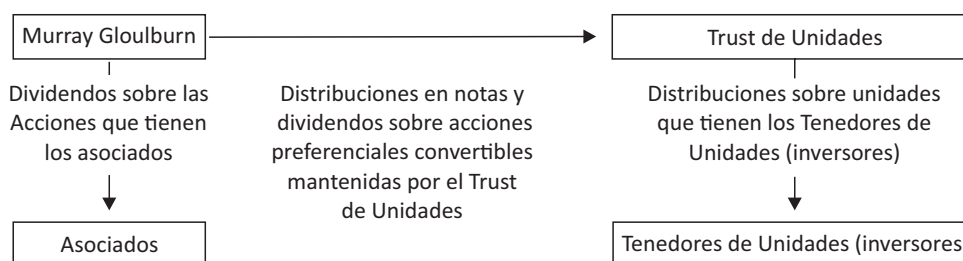 Murray Gloulburn
Trust de Unidades
Dividendos sobre las
Acciones que tienen
los asociados
Distribuciones en notas y
dividendos sobre acciones
preferenciales convertibles
mantenidas por el Trust
de Unidades
Distribuciones sobre unidades
que tienen los Tenedores de
Unidades (inversores)
Asociados
Tenedores de Unidades (inversores